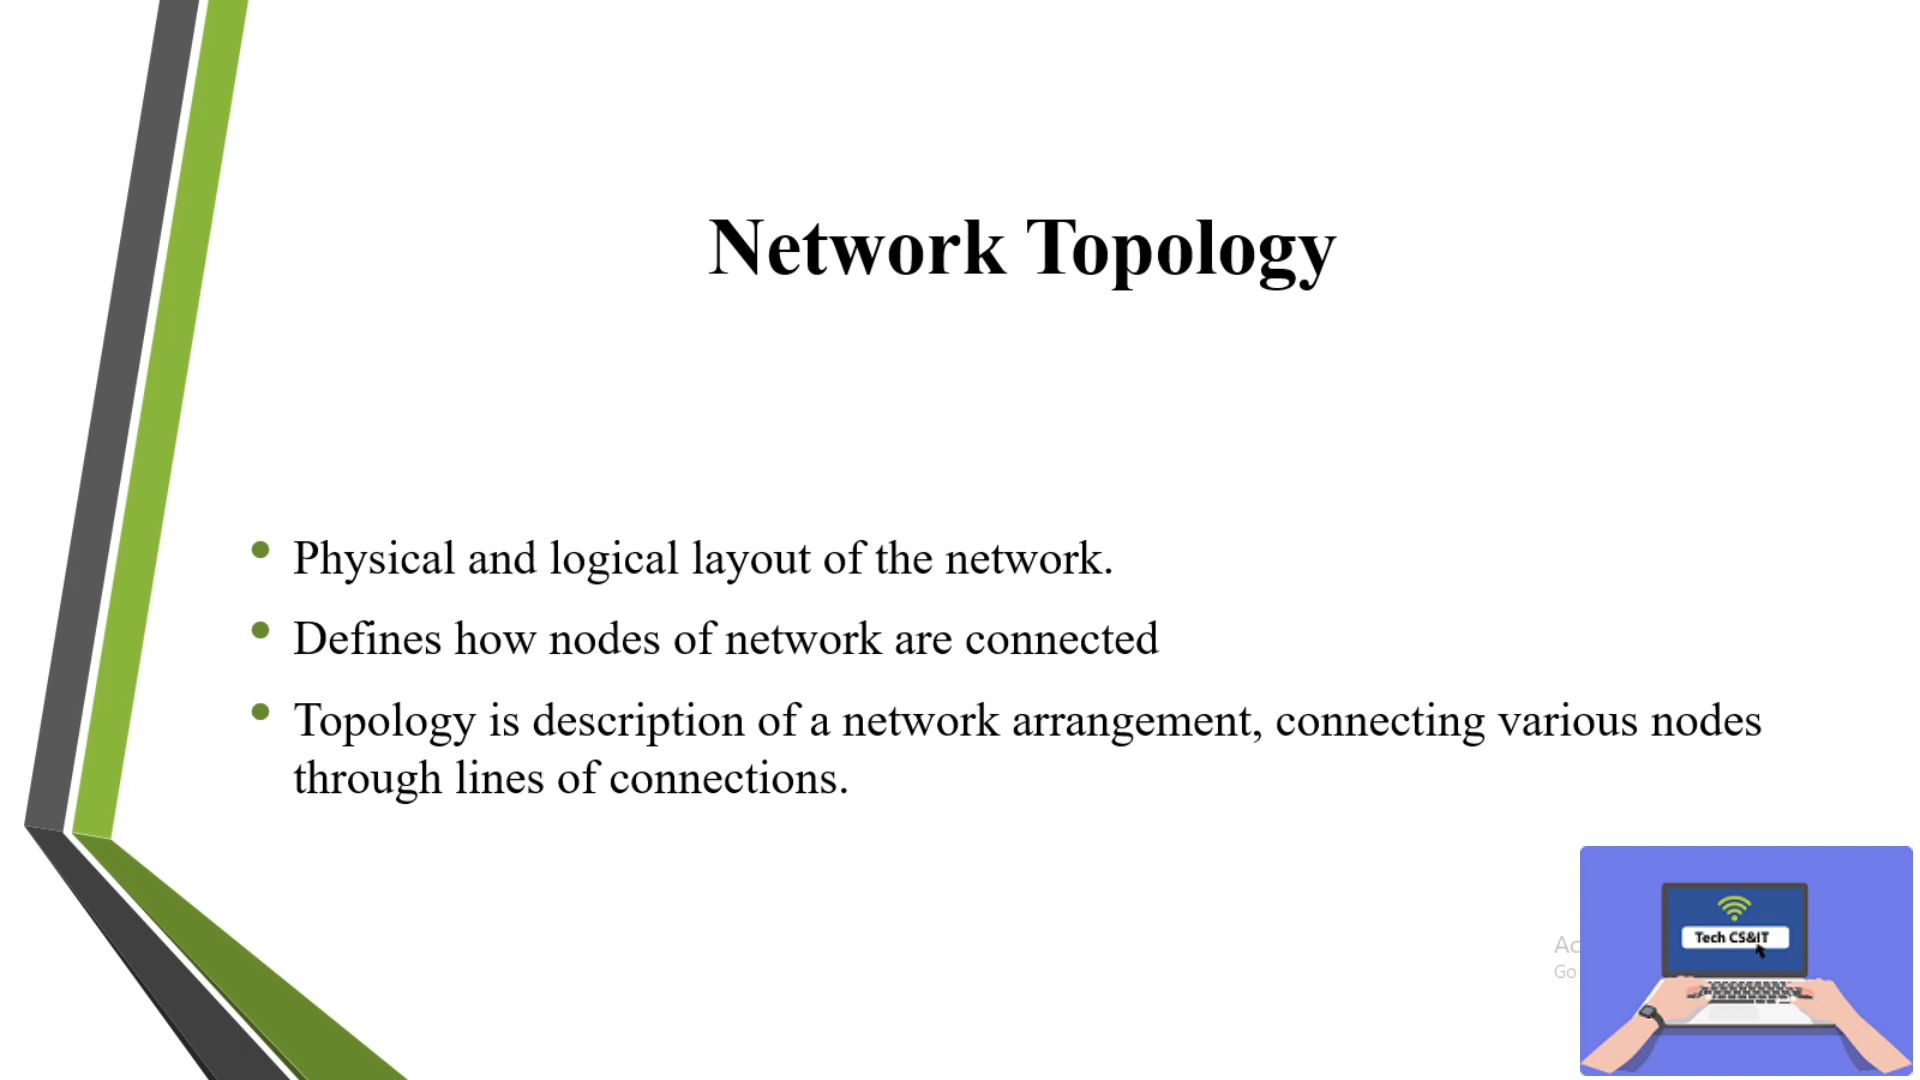 Network Topology
• Physical and logical layout of the network.
• Defines how nodes of network are connected
• Topology is description of a network arrangement, connecting various nodes
through lines of connections.
Tech CS&IT
Go